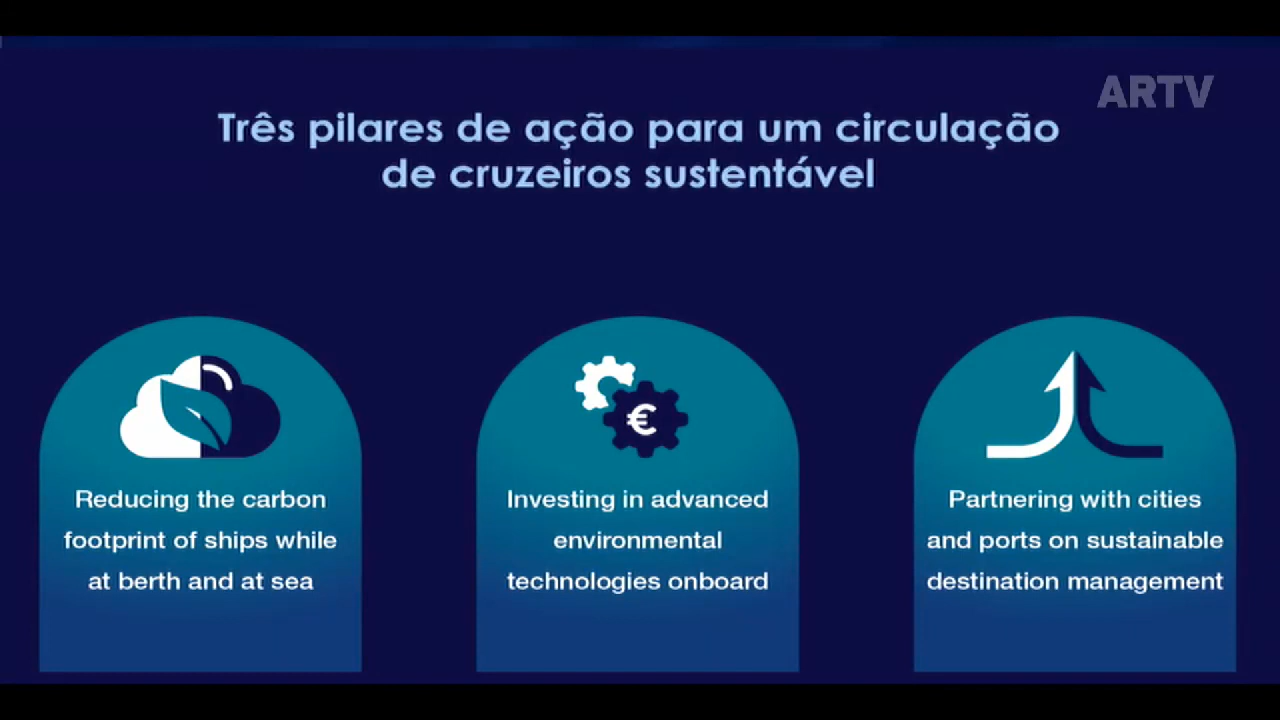 ARTV
Três pilares de ação para um circulação
de cruzeiros sustentável
€
Reducing the carbon
footprint of ships while
at berth and at sea
Investing in advanced
environmental
technologies onboard
Partnering with cities
and ports on sustainable
destination management